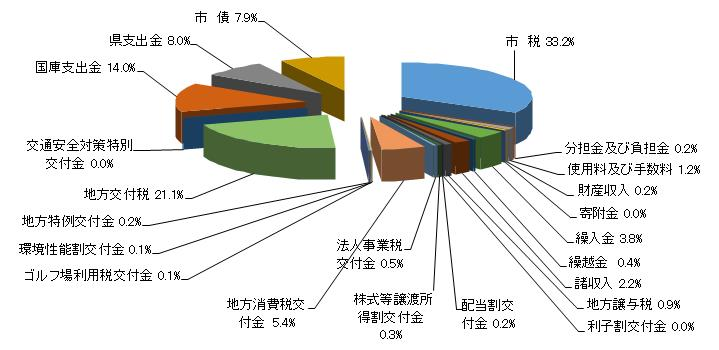 市　債 7.9%
県支出金 8.0%
国庫支出金 14.0%
市　税 33.2%
交通安全対策特別
交付金 0.0%
地方交付税 21.1%
地方特例交付金 0.2%
環境性能割交付金 0.1%
ゴルフ場利用税交付金 0.1%
地方消費税交
付金 5.4%
法人事業税
交付金 0.5%
株式等譲渡所
得割交付金
0.3%
配当割交
付金 0.2%
分担金及び負担金 0.2%
使用料及び手数料 1.2%
財産収入 0.2%
寄附金 0.0%
繰入金 3.8%
繰越金 0.4%
諸収入 2.2%
地方譲与税 0.9%
利子割交付金 0.0%